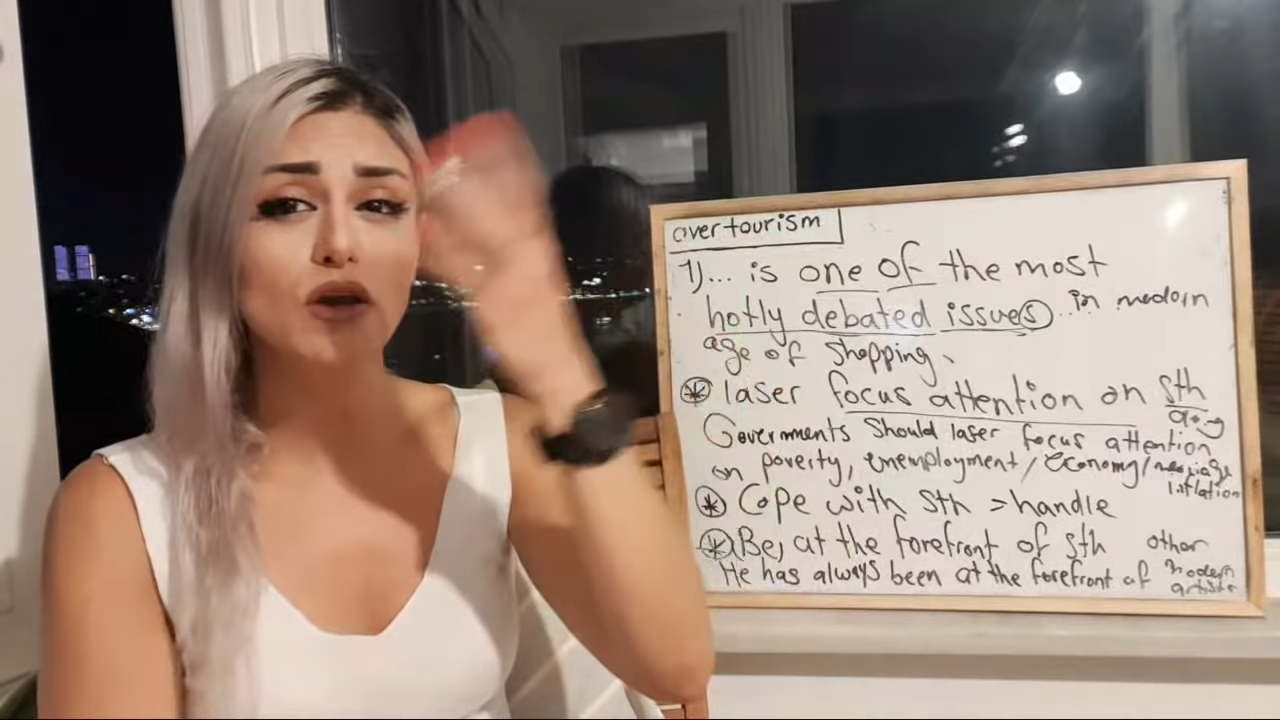 overtourism
1)... is one of the most
hotly debated issues in modern
age of shopping.
laser focus attention on sth
Governments should laser focus attention
on poverty, unemployment/economy/
inflation
Cope with sth = handle
Be, at the forefront of sth other
He has always been at the forefront of modern
artists